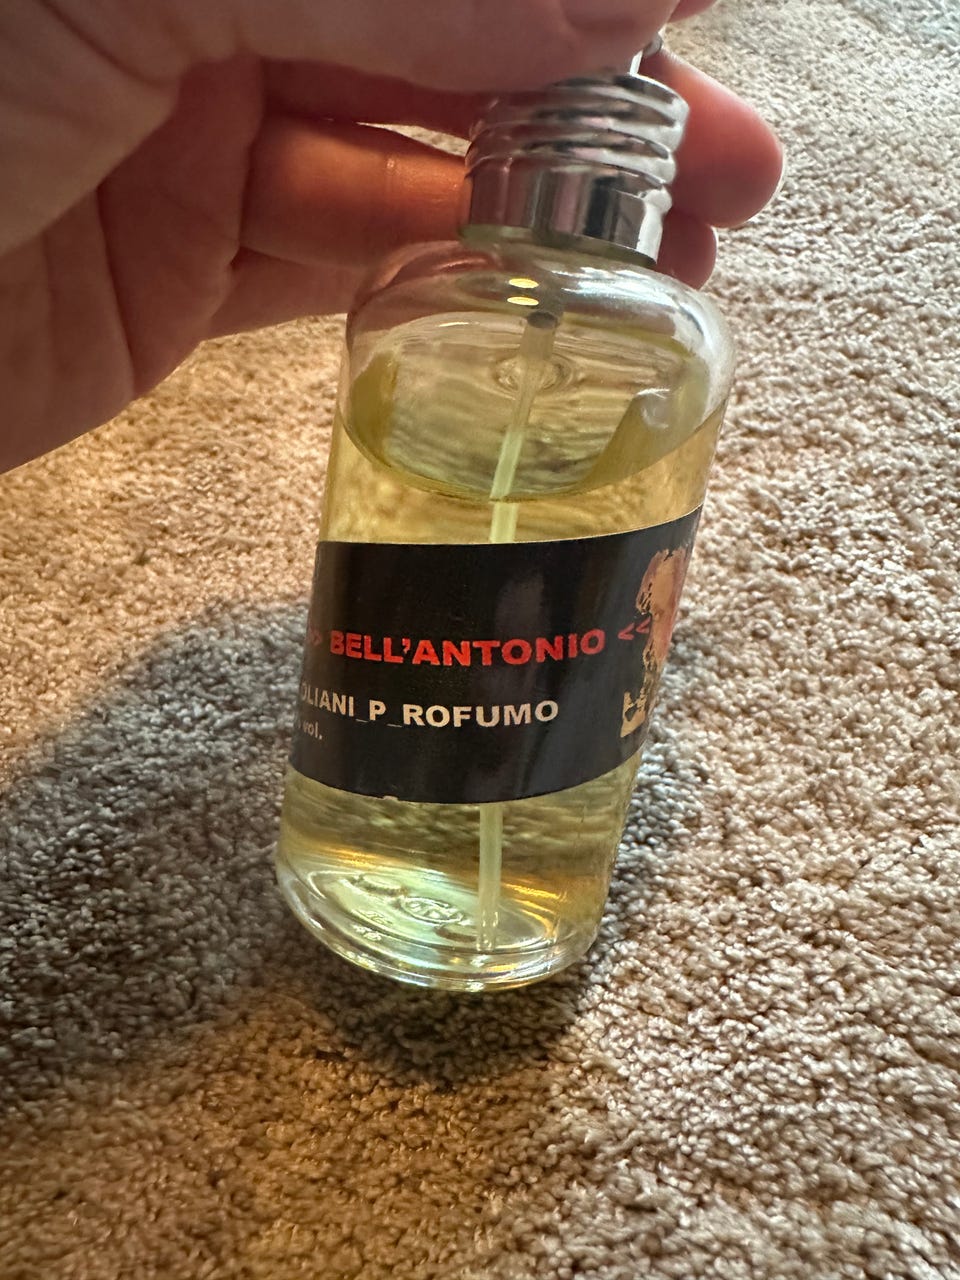 >> BELL'ANTONIO <<
OLIANI_P_ROFUMO
vol.